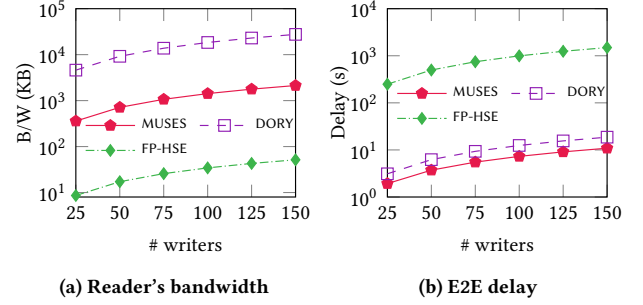 10^5
10^4
10^3
10^2
10^1
B/W (KB)
MUSES
DORY
FP-HSE
25 50 75 100 125 150
# writers
(a) Reader's bandwidth
10^3
10^2
10^1
10^0
Delay (s)
MUSES
DORY
FP-HSE
25 50 75 100 125 150
# writers
(b) E2E delay